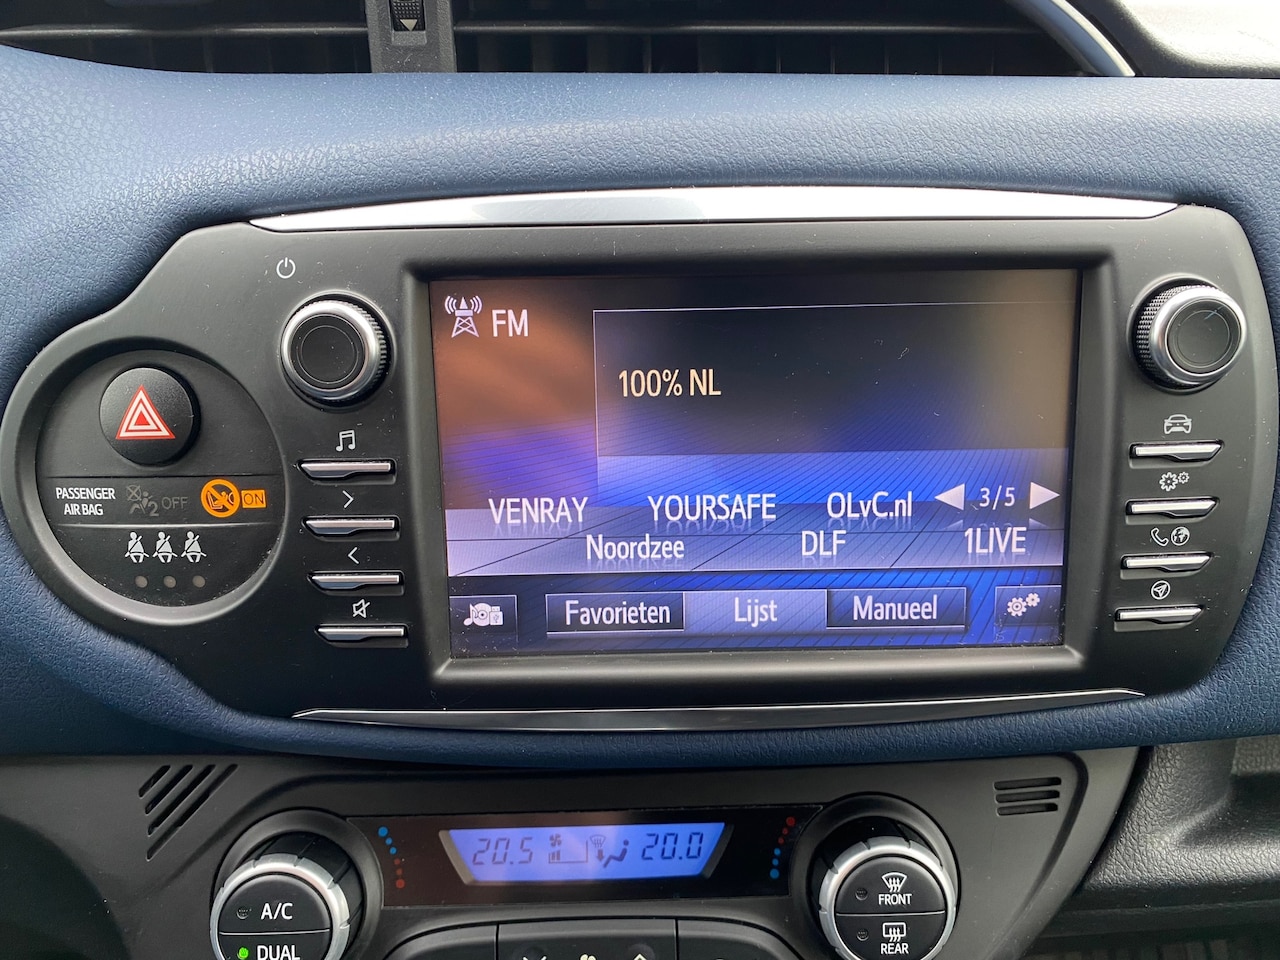 FM
100% NL
VENRAY YOURSAFE OLvC.nl 3/5
Noordzee DLF 1LIVE
Favorieten Lijst Manueel
PASSENGER
AIR BAG
2 OFF
ON
20.5 20.0
A/C
DUAL
FRONT
REAR